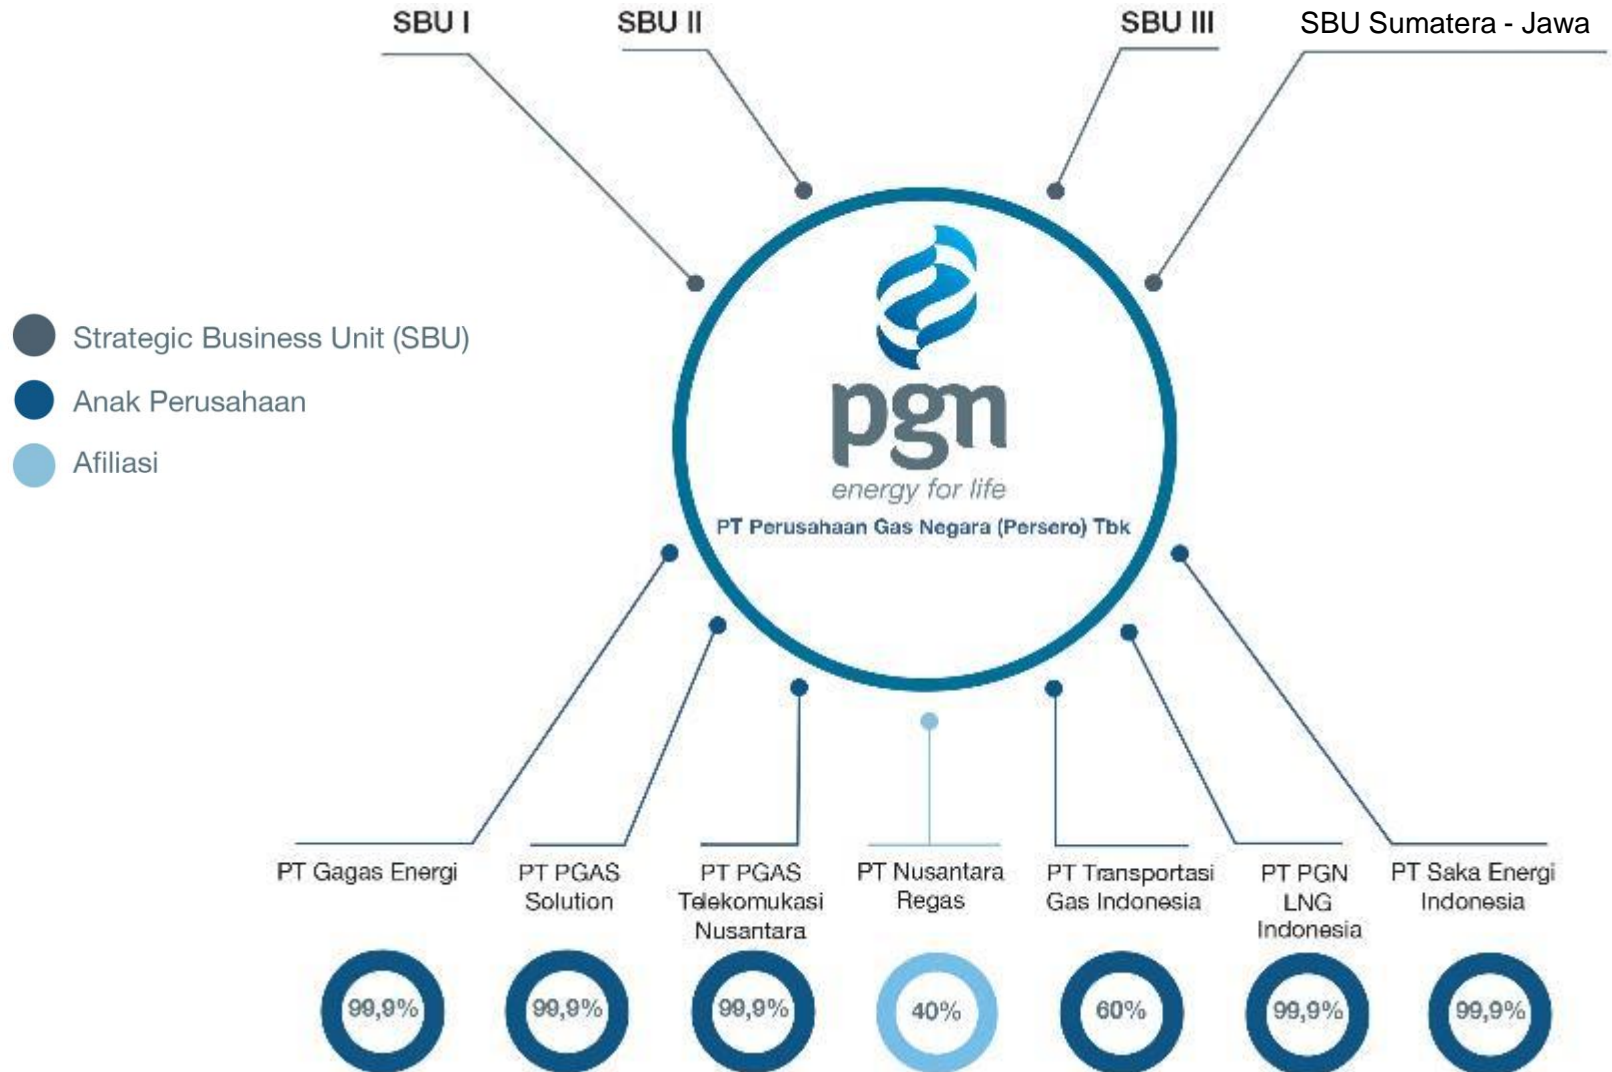 SBU I
SBU II
SBU III
SBU Sumatera - Jawa
Strategic Business Unit (SBU)
Anak Perusahaan
Afiliasi
pgn
energy for life
PT Perusahaan Gas Negara (Persero) Tbk
PT Gagas Energi
PT PGAS
Solution
PT PGAS
Telekomukasi
Nusantara
PT Nusantara
Regas
PT Transportasi
Gas Indonesia
PT PGN
LNG
Indonesia
PT Saka Energi
Indonesia
99,9%
99,9%
99,9%
40%
60%
99,9%
99,9%